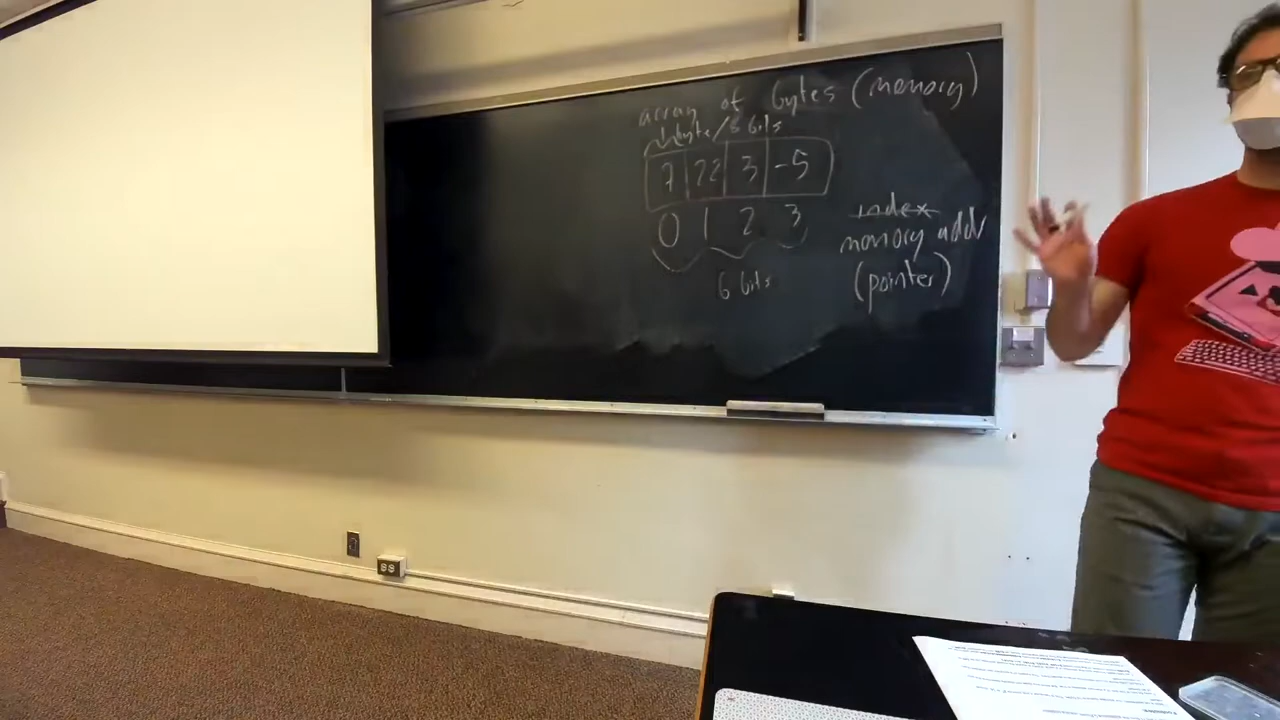 array of bytes (memory)
1 byte/8 bits
7 22 3 -5
0 1 2 3
6 bits
index
memory addr
(pointer)